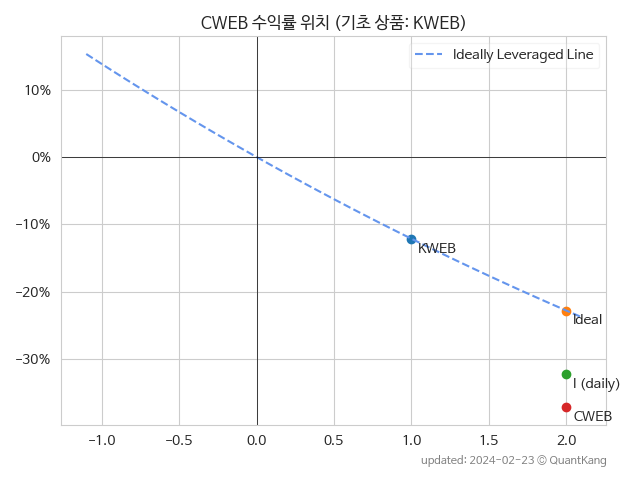 CWEB 수익률 위치 (기초 상품: KWEB)
Ideally Leveraged Line
10%
0%
−10%
−20%
−30%
KWEB
Ideal
I (daily)
CWEB
−1.0 −0.5 0.0 0.5 1.0 1.5 2.0
updated: 2024-02-23 © QuantKang